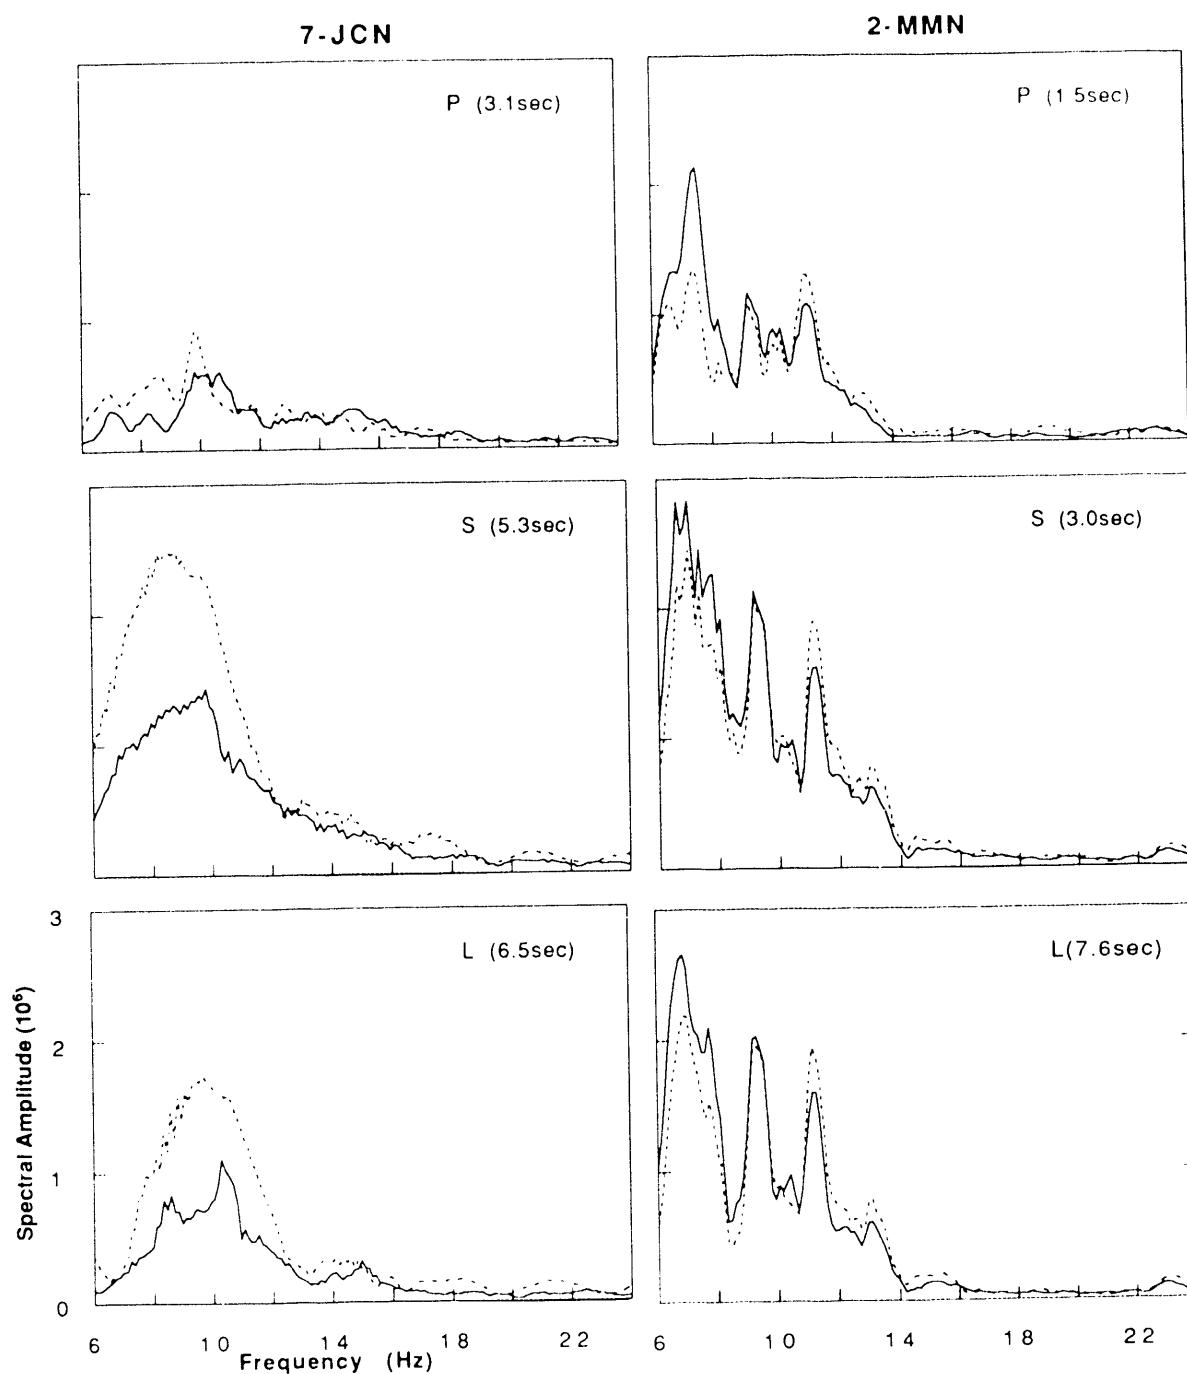 7-JCN
2-MMN
P (3.1sec)
P (1 5sec)
S (5.3sec)
S (3.0sec)
L (6.5sec)
L(7.6sec)
Spectral Amplitude (10⁶)
3
2
1
0
6 10 14 18 22
6 10 14 18 22
Frequency (Hz)